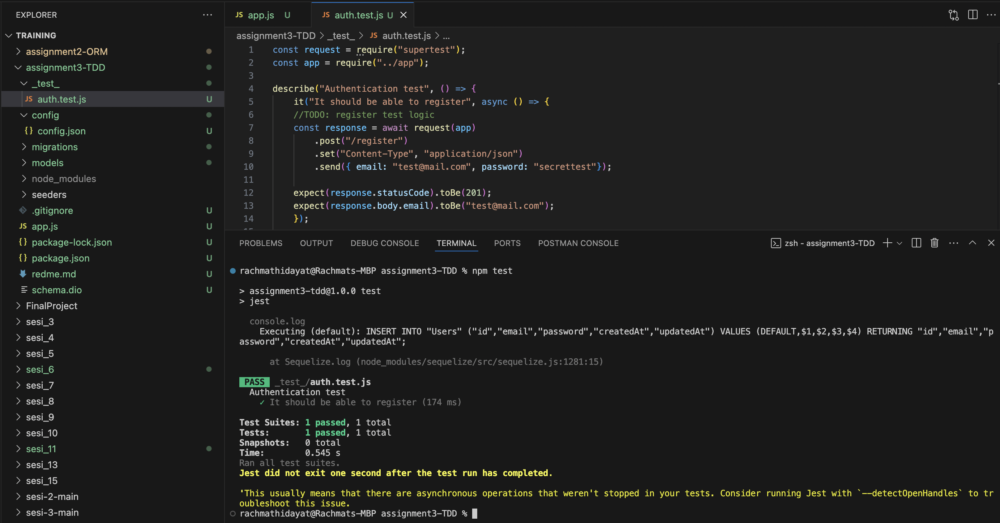 EXPLORER
TRAINING
assignment2-ORM
assignment3-TDD
_test_
JS auth.test.js U
config
{} config.json U
migrations
models
node_modules
seeders
.gitignore U
JS app.js U
{} package-lock.json U
{} package.json U
redme.md U
schema.dio U
FinalProject
sesi_3
sesi_4
sesi_5
sesi_6
sesi_7
sesi_8
sesi_9
sesi_10
sesi_11
sesi_13
sesi_15
sesi-2-main
sesi-3-main
JS app.js U JS auth.test.js U
assignment3-TDD > _test_ > JS auth.test.js > ...
1 const request = require("supertest");
2 const app = require("../app");
3
4 describe("Authentication test", () => {
5 it("It should be able to register", async () => {
6 //TODO: register test logic
7 const response = await request(app)
8 .post("/register")
9 .set("Content-Type", "application/json")
10 .send({ email: "test@mail.com", password: "secrettest"});
11
12 expect(response.statusCode).toBe(201);
13 expect(response.body.email).toBe("test@mail.com");
14 });
PROBLEMS OUTPUT DEBUG CONSOLE TERMINAL PORTS POSTMAN CONSOLE zsh - assignment3-TDD
rachmathidayat@Rachmats-MBP assignment3-TDD % npm test
> assignment3-tdd@1.0.0 test
> jest
console.log
Executing (default): INSERT INTO "Users" ("id","email","password","createdAt","updatedAt") VALUES (DEFAULT,$1,$2,$3,$4) RETURNING "id","email","p
assword","createdAt","updatedAt";
at Sequelize.log (node_modules/sequelize/src/sequelize.js:1281:15)
PASS _test_/auth.test.js
Authentication test
✓ It should be able to register (174 ms)
Test Suites: 1 passed, 1 total
Tests: 1 passed, 1 total
Snapshots: 0 total
Time: 0.545 s
Ran all test suites.
Jest did not exit one second after the test run has completed.
'This usually means that there are asynchronous operations that weren't stopped in your tests. Consider running Jest with `--detectOpenHandles` to tr
oubleshoot this issue.
rachmathidayat@Rachmats-MBP assignment3-TDD %